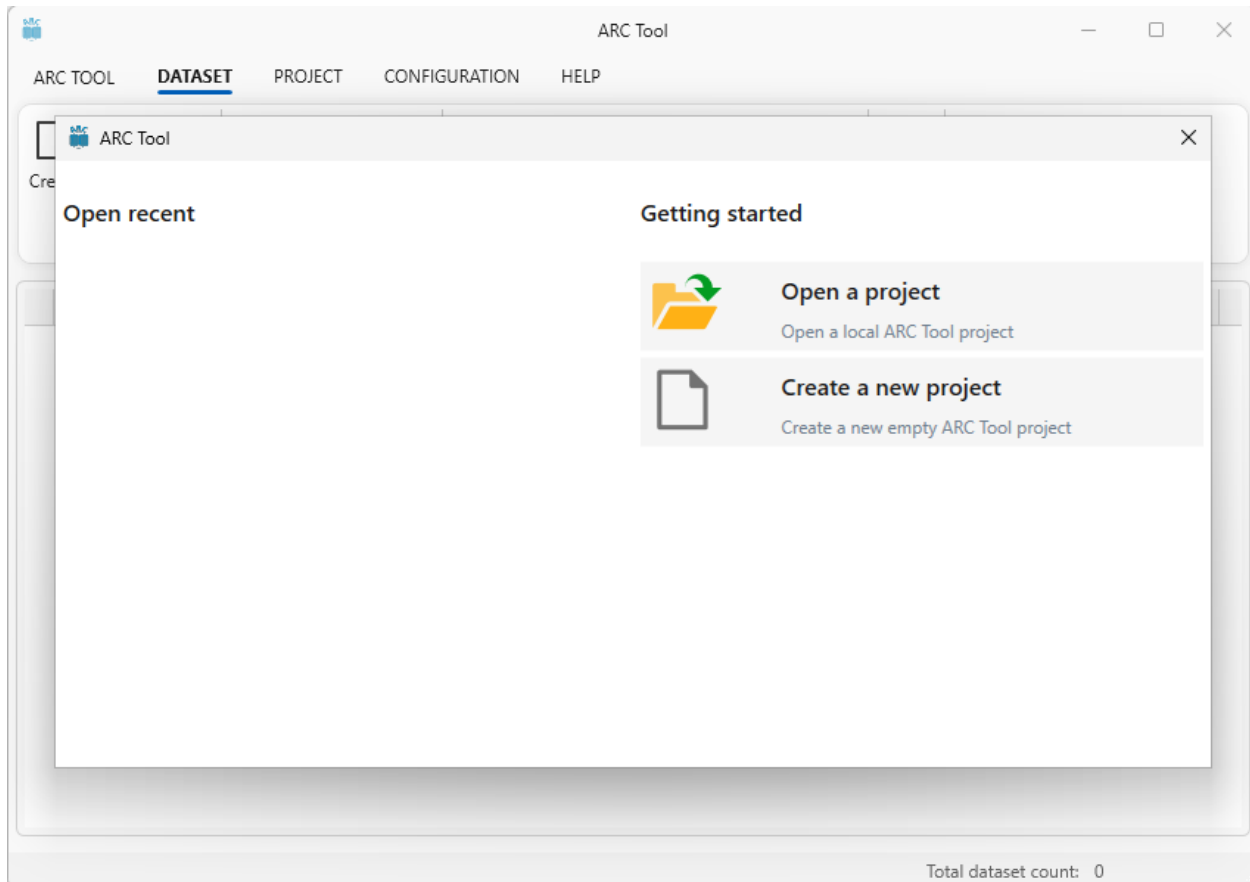 ARC Tool
ARC TOOL DATASET PROJECT CONFIGURATION HELP
ARC Tool
Cre
Open recent
Getting started
Open a project
Open a local ARC Tool project
Create a new project
Create a new empty ARC Tool project
Total dataset count: 0